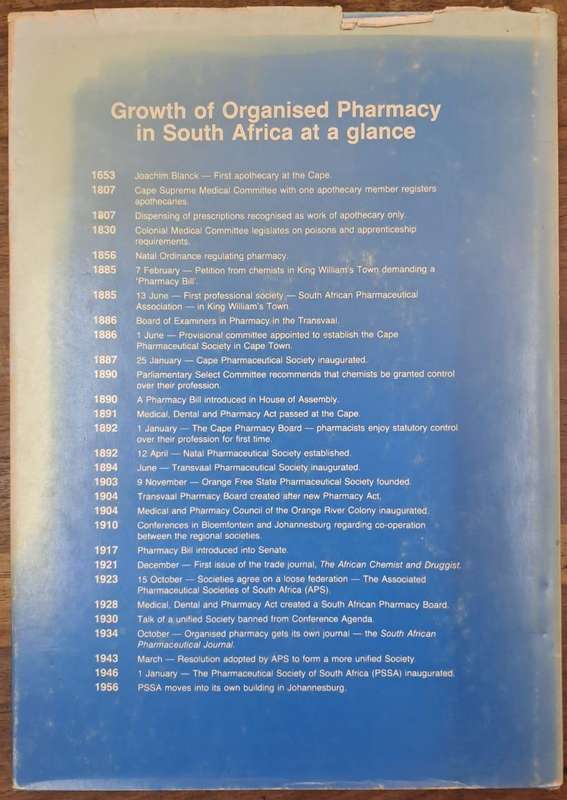 Growth of Organised Pharmacy
in South Africa at a glance
1653 Joachim Blanck — First apothecary at the Cape.
1807 Cape Supreme Medical Committee with one apothecary member registers
apothecaries.
1807 Dispensing of prescriptions recognised as work of apothecary only.
1830 Colonial Medical Committee legislates on poisons and apprenticeship
requirements.
1856 Natal Ordinance regulating pharmacy.
1885 7 February — Petition from chemists in King William's Town demanding a
'Pharmacy Bill'.
1885 13 June — First professional society — South African Pharmaceutical
Association — in King William's Town.
1886 Board of Examiners in Pharmacy in the Transvaal.
1886 1 June — Provisional committee appointed to establish the Cape
Pharmaceutical Society in Cape Town.
1887 25 January — Cape Pharmaceutical Society inaugurated.
1890 Parliamentary Select Committee recommends that chemists be granted control
over their profession.
1890 A Pharmacy Bill introduced in House of Assembly.
1891 Medical, Dental and Pharmacy Act passed at the Cape.
1892 1 January — The Cape Pharmacy Board — pharmacists enjoy statutory control
over their profession for first time.
1892 12 April — Natal Pharmaceutical Society established.
1894 June — Transvaal Pharmaceutical Society inaugurated.
1903 9 November — Orange Free State Pharmaceutical Society founded.
1904 Transvaal Pharmacy Board created after new Pharmacy Act.
1904 Medical and Pharmacy Council of the Orange River Colony inaugurated.
1910 Conferences in Bloemfontein and Johannesburg regarding co-operation
between the regional societies.
1917 Pharmacy Bill introduced into Senate.
1921 December — First issue of the trade journal, The African Chemist and Druggist.
1923 15 October — Societies agree on a loose federation — The Associated
Pharmaceutical Societies of South Africa (APS).
1928 Medical, Dental and Pharmacy Act created a South African Pharmacy Board.
1930 Talk of a unified Society banned from Conference Agenda.
1934 October — Organised pharmacy gets its own journal — the South African
Pharmaceutical Journal.
1943 March — Resolution adopted by APS to form a more unified Society.
1946 1 January — The Pharmaceutical Society of South Africa (PSSA) inaugurated.
1956 PSSA moves into its own building in Johannesburg.